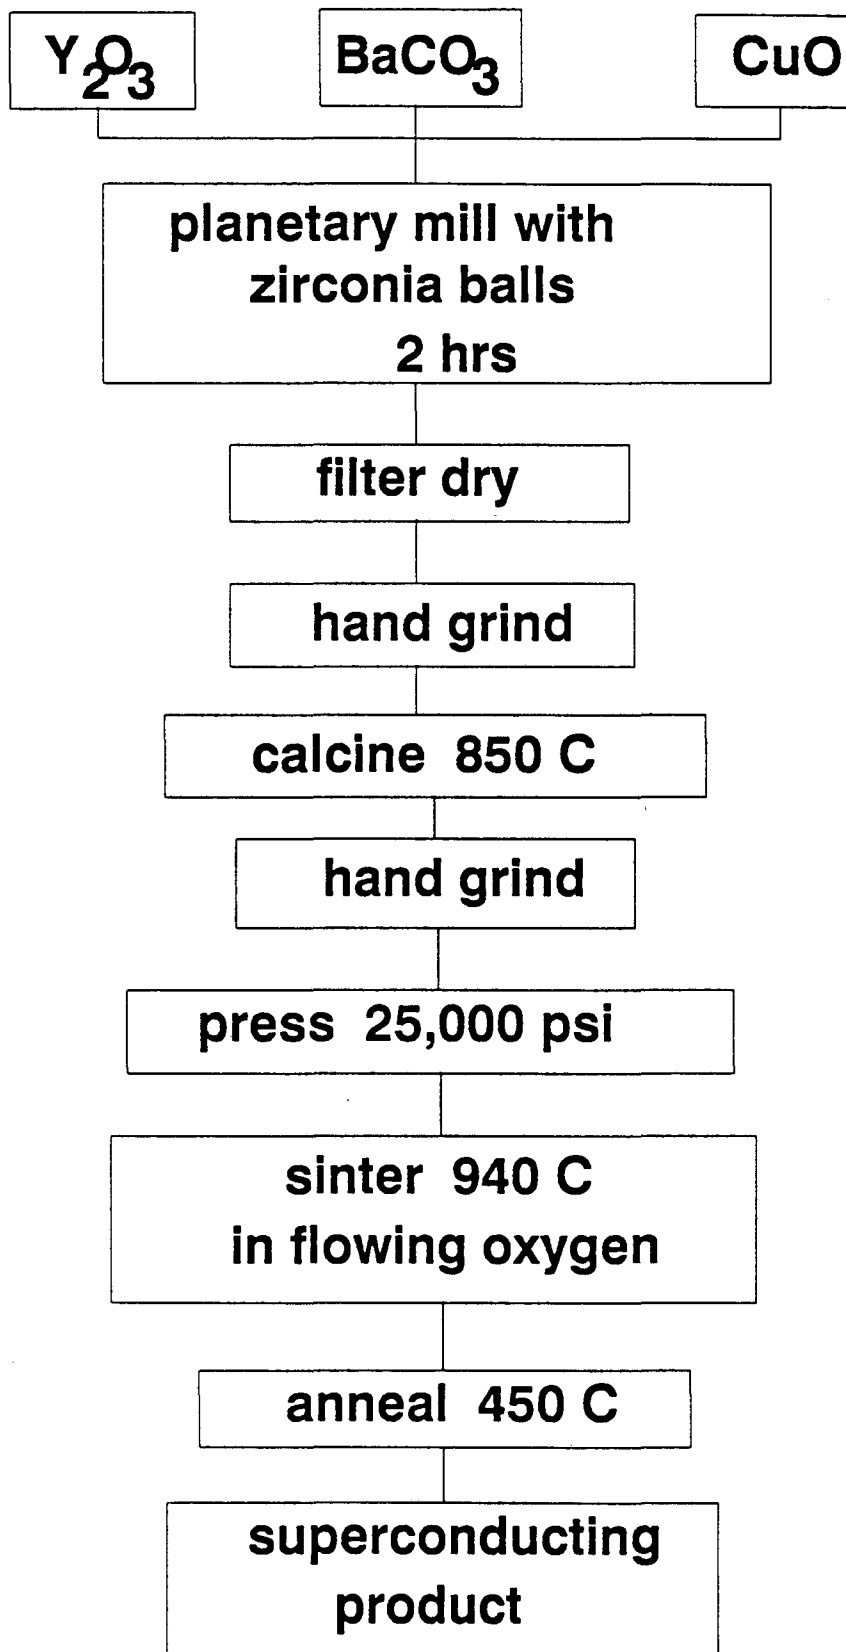 Y2O3 BaCO3 CuO
planetary mill with
zirconia balls
2 hrs
filter dry
hand grind
calcine 850 C
hand grind
press 25,000 psi
sinter 940 C
in flowing oxygen
anneal 450 C
superconducting
product